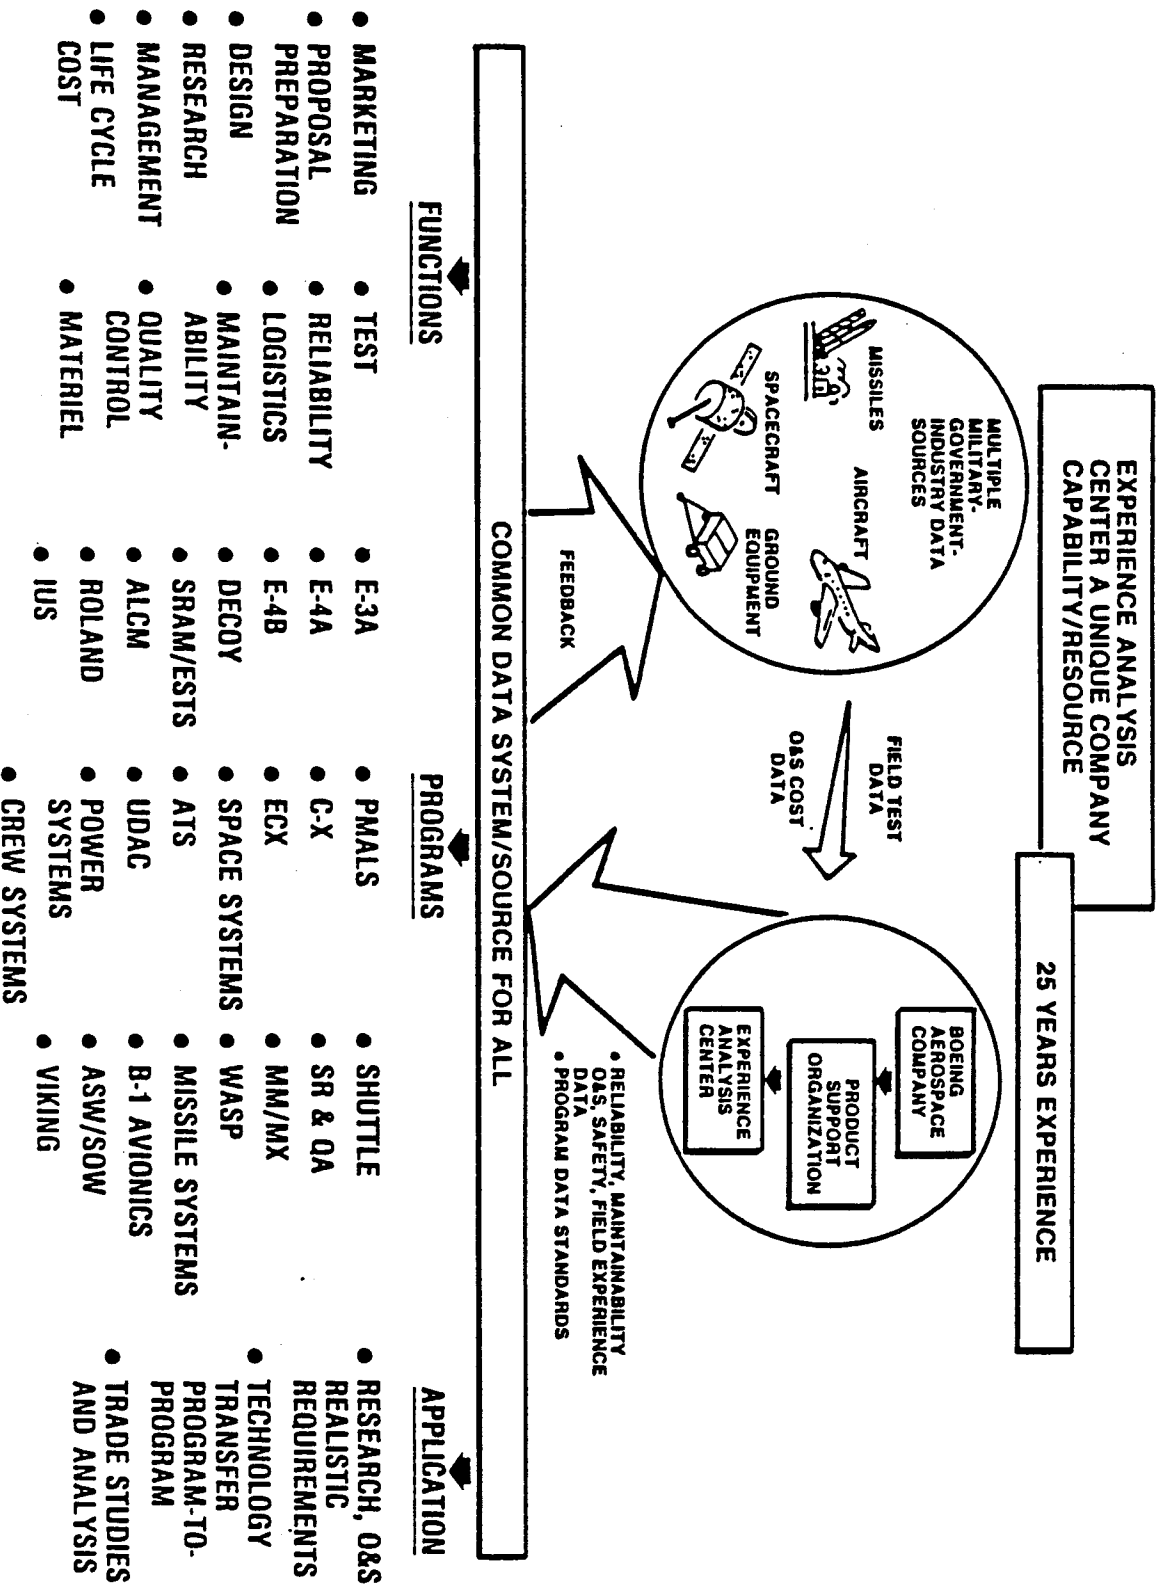 EXPERIENCE ANALYSIS
CENTER A UNIQUE COMPANY
CAPABILITY/RESOURCE
25 YEARS EXPERIENCE
MULTIPLE
MILITARY-
GOVERNMENT-
INDUSTRY DATA
SOURCES
MISSILES
AIRCRAFT
SPACECRAFT
GROUND
EQUIPMENT
FIELD TEST
DATA
O&S COST
DATA
BOEING
AEROSPACE
COMPANY
PRODUCT
SUPPORT
ORGANIZATION
EXPERIENCE
ANALYSIS
CENTER
FEEDBACK
• RELIABILITY, MAINTAINABILITY
O&S, SAFETY, FIELD EXPERIENCE
DATA
• PROGRAM DATA STANDARDS
COMMON DATA SYSTEM/SOURCE FOR ALL
FUNCTIONS
• MARKETING
• PROPOSAL
PREPARATION
• DESIGN
• RESEARCH
• MANAGEMENT
• LIFE CYCLE
COST
• TEST
• RELIABILITY
• LOGISTICS
• MAINTAIN-
ABILITY
• QUALITY
CONTROL
• MATERIEL
PROGRAMS
• E-3A
• E-4A
• E-4B
• DECOY
• SRAM/ESTS
• ALCM
• ROLAND
• IUS
• PMALS
• C-X
• ECX
• SPACE SYSTEMS
• ATS
• UDAC
• POWER
SYSTEMS
• CREW SYSTEMS
• SHUTTLE
• SR & QA
• MM/MX
• WASP
• MISSILE SYSTEMS
• B-1 AVIONICS
• ASW/SOW
• VIKING
APPLICATION
• RESEARCH, O&S
REALISTIC
REQUIREMENTS
• TECHNOLOGY
TRANSFER
PROGRAM-TO-
PROGRAM
• TRADE STUDIES
AND ANALYSIS